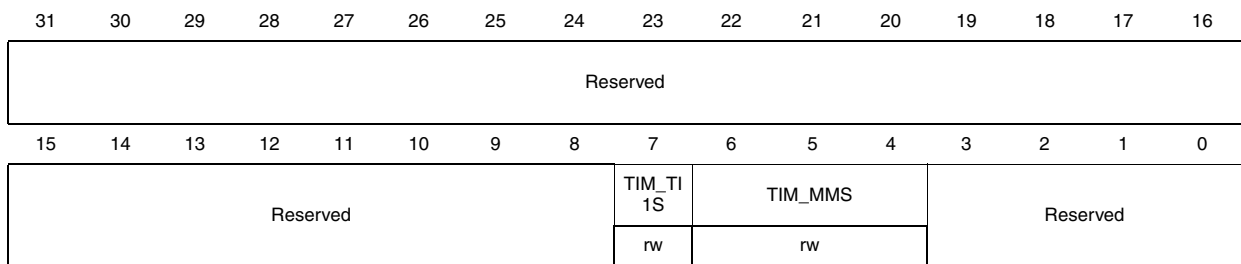 31 30 29 28 27 26 25 24 23 22 21 20 19 18 17 16
Reserved
15 14 13 12 11 10 9 8 7 6 5 4 3 2 1 0
Reserved TIM_TI TIM_MMS Reserved
1S
rw rw